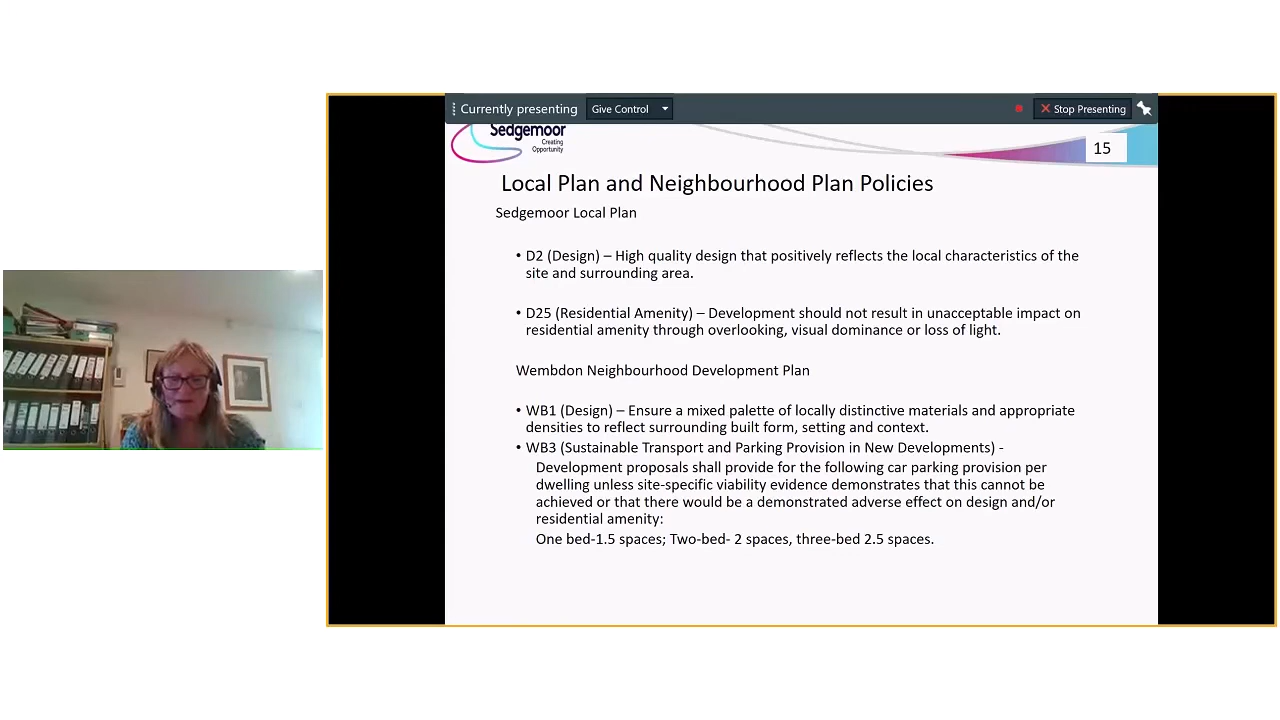 Currently presenting
Give Control
Stop Presenting
Sedgemoor
Creating
Opportunity
15
Local Plan and Neighbourhood Plan Policies
Sedgemoor Local Plan
• D2 (Design) – High quality design that positively reflects the local characteristics of the
site and surrounding area.
• D25 (Residential Amenity) – Development should not result in unacceptable impact on
residential amenity through overlooking, visual dominance or loss of light.
Wembdon Neighbourhood Development Plan
• WB1 (Design) – Ensure a mixed palette of locally distinctive materials and appropriate
densities to reflect surrounding built form, setting and context.
• WB3 (Sustainable Transport and Parking Provision in New Developments) -
Development proposals shall provide for the following car parking provision per
dwelling unless site-specific viability evidence demonstrates that this cannot be
achieved or that there would be a demonstrated adverse effect on design and/or
residential amenity:
One bed-1.5 spaces; Two-bed- 2 spaces, three-bed 2.5 spaces.